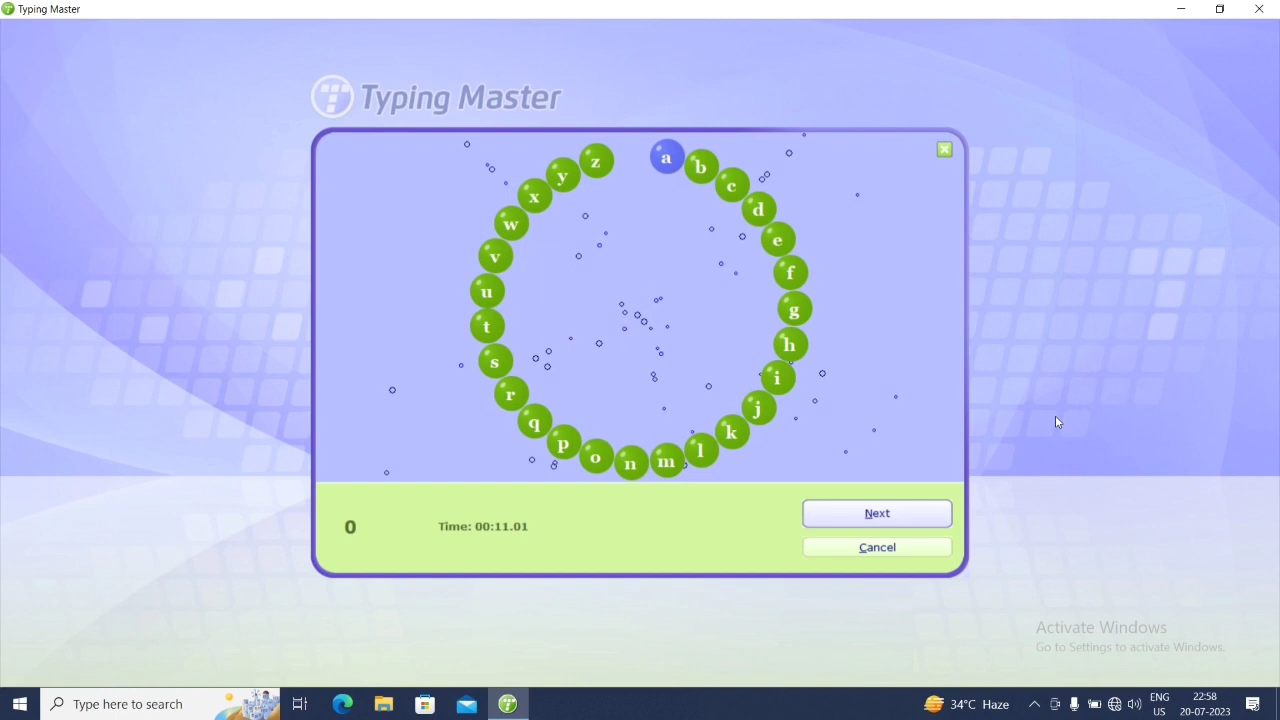 Typing Master
Typing Master
a
b
c
d
e
f
g
h
i
j
k
l
m
n
o
p
q
r
s
t
u
v
w
x
y
z
0
Time: 00:11.01
Next
Cancel
Activate Windows
Go to Settings to activate Windows.
Type here to search
34°C Haze
ENG
US
22:58
20-07-2023